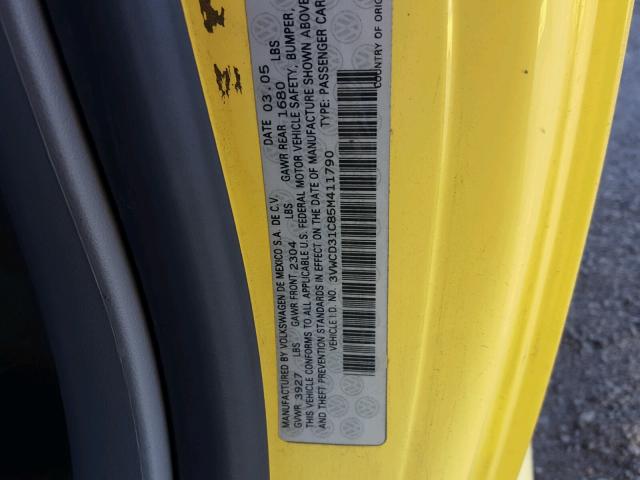 MANUFACTURED BY VOLKSWAGEN DE MEXICO S.A. DE C.V. DATE 03.05
GVWR 3927 LBS GAWR FRONT 2304 LBS GAWR REAR 1680 LBS
THIS VEHICLE CONFORMS TO ALL APPLICABLE U.S. FEDERAL MOTOR VEHICLE SAFETY, BUMPER,
AND THEFT PREVENTION STANDARDS IN EFFECT ON THE DATE OF MANUFACTURE SHOWN ABOVE
VEHICLE I.D. NO. 3VWCD31C85M411790 TYPE: PASSENGER CAR
COUNTRY OF ORIG